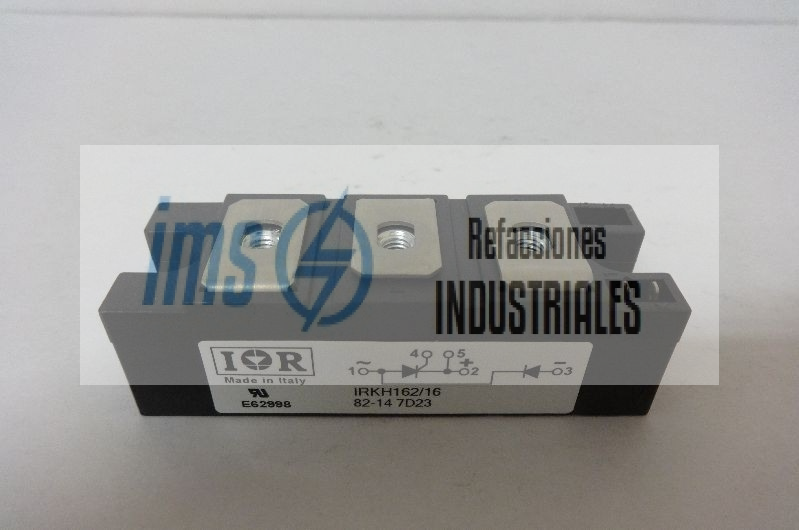 ims
Refacciones
INDUSTRIALES
IOR
Made in Italy
E62998
~
1
4
5
+
2
−
3
IRKH162/16
82-14 7D23